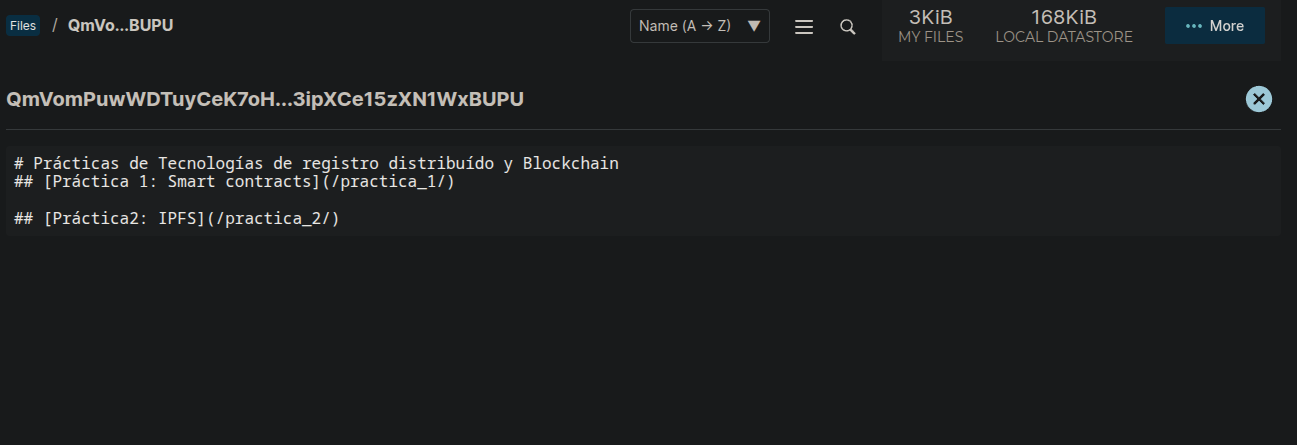 Files / QmVo...BUPU
Name (A → Z) ▼
3KiB
MY FILES
168KiB
LOCAL DATASTORE
••• More
QmVomPuwWDTuyCeK7oH...3ipXCe15zXN1WxBUPU
# Prácticas de Tecnologías de registro distribuído y Blockchain
## [Práctica 1: Smart contracts](/practica_1/)
## [Práctica2: IPFS](/practica_2/)